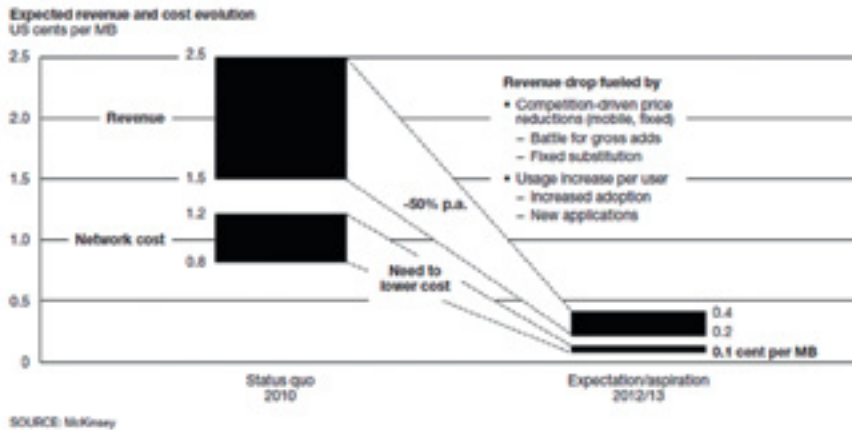 Expected revenue and cost evolution
US cents per MB
2.5
2.0
1.5
1.0
0.5
0
Revenue
2.5
1.5
Network cost
1.2
0.8
-50% p.a.
Need to
lower cost
Revenue drop fueled by
• Competition-driven price
reductions (mobile, fixed)
– Battle for gross adds
– Fixed substitution
• Usage increase per user
– Increased adoption
– New applications
0.4
0.2
0.1 cent per MB
Status quo
2010
Expectation/aspiration
2012/13
SOURCE: McKinsey